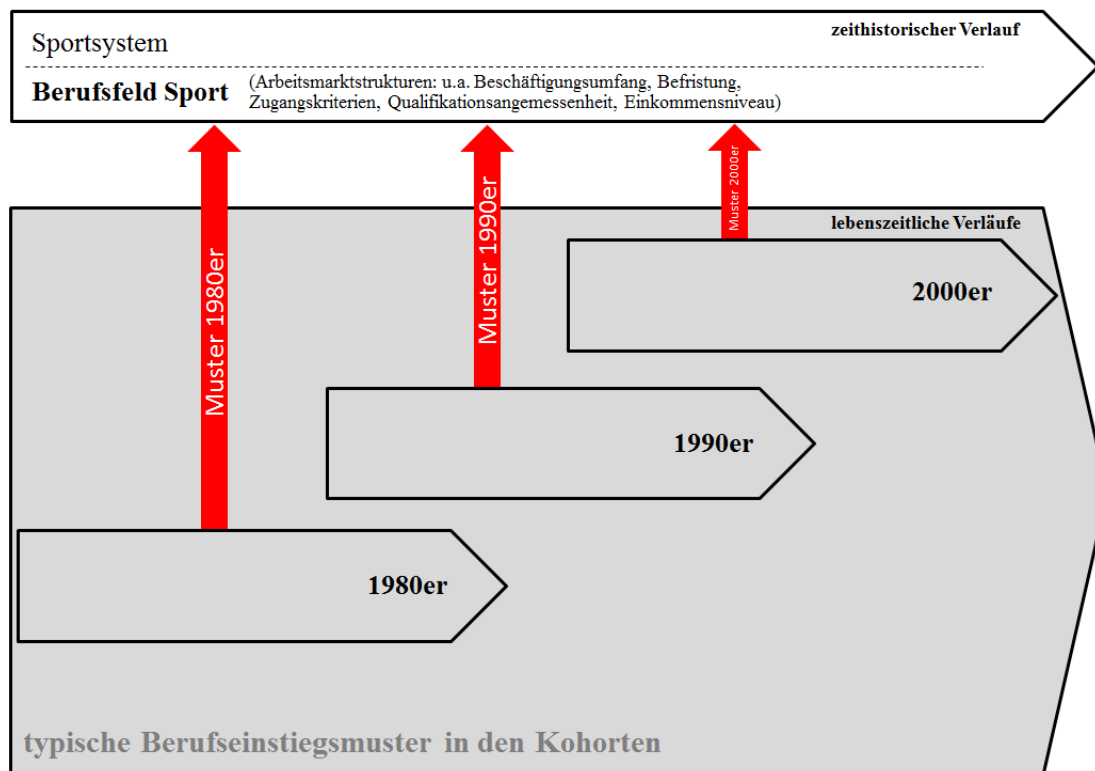 zeithistorischer Verlauf
Sportsystem
Berufsfeld Sport (Arbeitsmarktstrukturen: u.a. Beschäftigungsumfang, Befristung,
Zugangskriterien, Qualifikationsangemessenheit, Einkommensniveau)
Muster 1980er
Muster 1990er
Muster 2000er
lebenszeitliche Verläufe
2000er
1990er
1980er
typische Berufseinstiegsmuster in den Kohorten